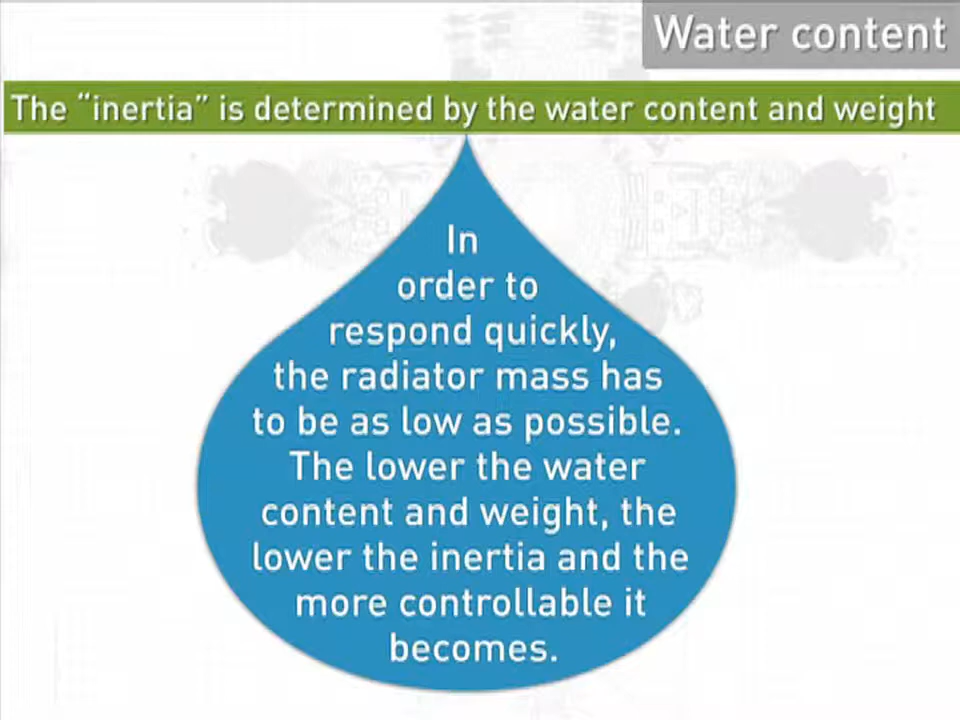 Water content
The “inertia” is determined by the water content and weight
In
order to
respond quickly,
the radiator mass has
to be as low as possible.
The lower the water
content and weight, the
lower the inertia and the
more controllable it
becomes.